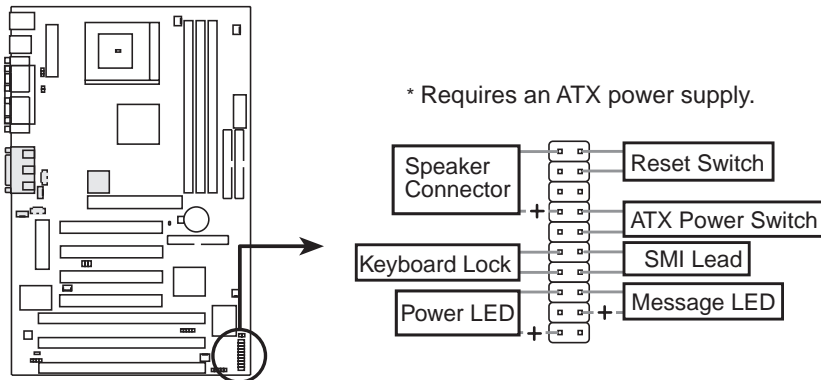 * Requires an ATX power supply.
Speaker
Connector
Reset Switch
+
ATX Power Switch
Keyboard Lock
SMI Lead
Power LED
Message LED
+
+